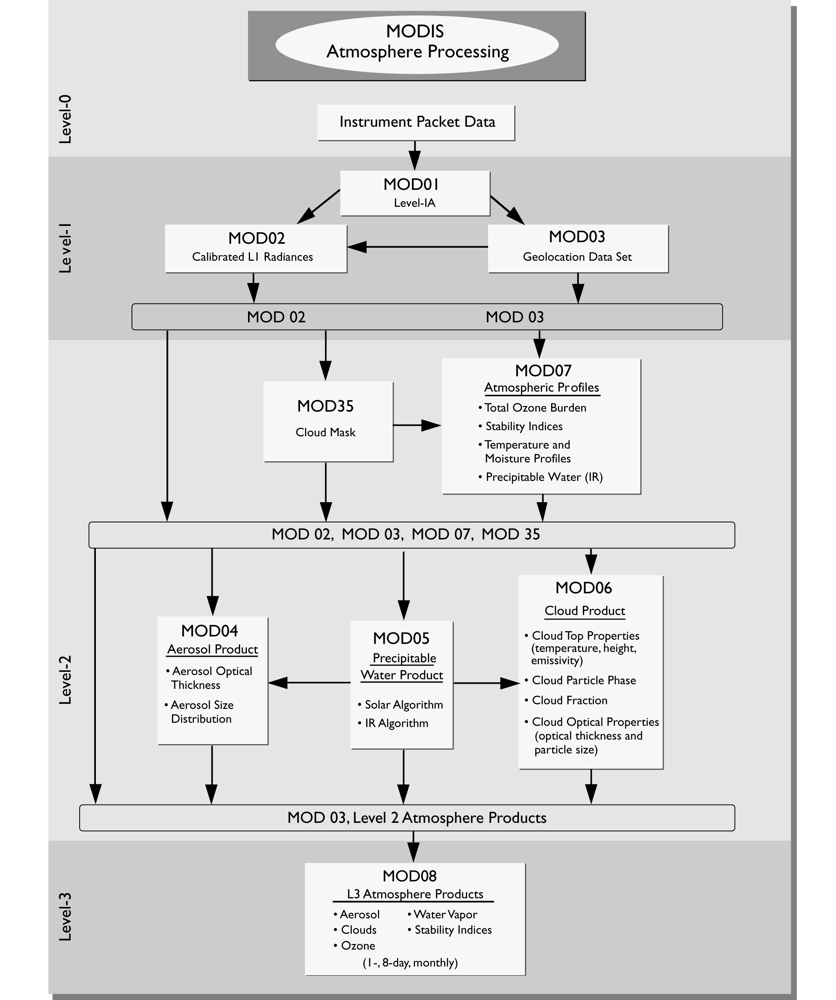 MODIS
Atmosphere Processing
Level-0
Instrument Packet Data
Level-1
MOD01
Level-IA
MOD02
Calibrated L1 Radiances
MOD03
Geolocation Data Set
MOD 02 MOD 03
Level-2
MOD35
Cloud Mask
MOD07
Atmospheric Profiles
• Total Ozone Burden
• Stability Indices
• Temperature and
Moisture Profiles
• Precipitable Water (IR)
MOD 02, MOD 03, MOD 07, MOD 35
MOD04
Aerosol Product
• Aerosol Optical
Thickness
• Aerosol Size
Distribution
MOD05
Precipitable
Water Product
• Solar Algorithm
• IR Algorithm
MOD06
Cloud Product
• Cloud Top Properties
(temperature, height,
emissivity)
• Cloud Particle Phase
• Cloud Fraction
• Cloud Optical Properties
(optical thickness and
particle size)
MOD 03, Level 2 Atmosphere Products
Level-3
MOD08
L3 Atmosphere Products
• Aerosol
• Clouds
• Ozone
• Water Vapor
• Stability Indices
(1-, 8-day, monthly)